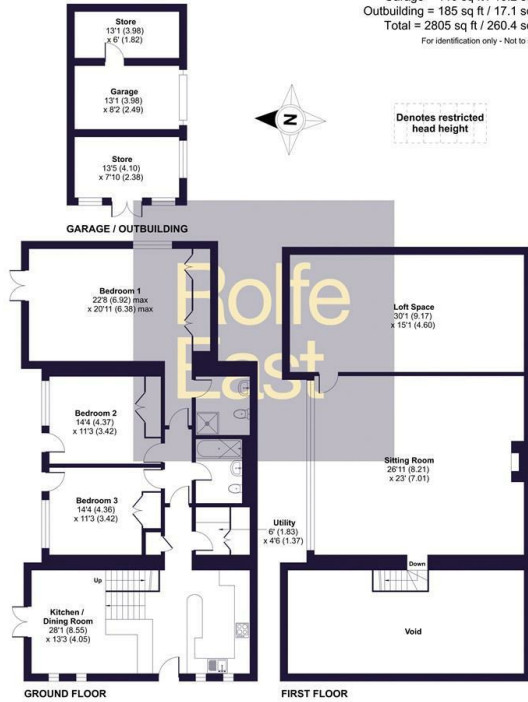 Outbuilding = 185 sq ft / 17.1
Total = 2805 sq ft / 260.4
For identification only - Not to
Store
13'1 (3.98)
x 6' (1.82)
Garage
13'1 (3.98)
x 8'2 (2.49)
Store
13'5 (4.10)
x 7'10 (2.38)
GARAGE / OUTBUILDING
N
Denotes restricted
head height
Rolfe
East
Bedroom 1
22'8 (6.92) max
x 20'11 (6.38) max
Bedroom 2
14'4 (4.37)
x 11'3 (3.42)
Bedroom 3
14'4 (4.36)
x 11'3 (3.42)
Utility
6' (1.83)
x 4'6 (1.37)
Up
Kitchen /
Dining Room
28'1 (8.55)
x 13'3 (4.05)
GROUND FLOOR
Loft Space
30'1 (9.17)
x 15'1 (4.60)
Sitting Room
26'11 (8.21)
x 23' (7.01)
Down
Void
FIRST FLOOR